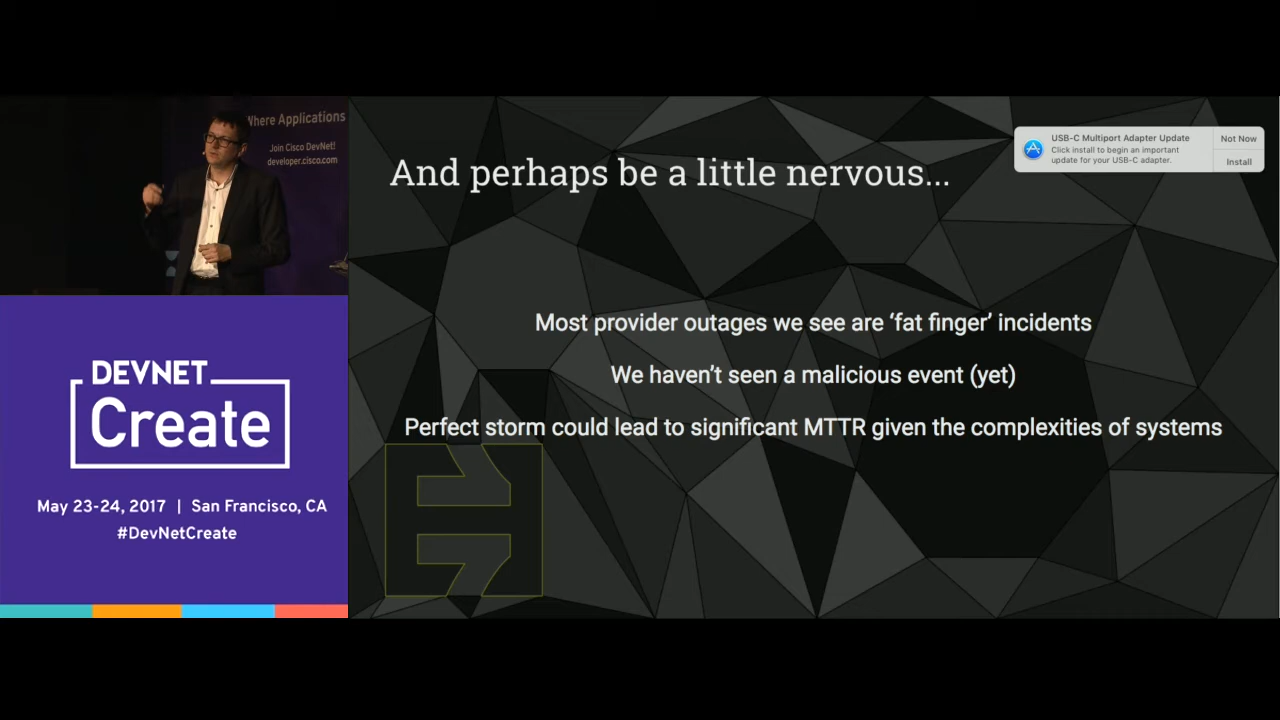 Where Applications
Join Cisco DevNet!
developer.cisco.com
DEVNET
Create
May 23-24, 2017 | San Francisco, CA
#DevNetCreate
And perhaps be a little nervous...
USB-C Multiport Adapter Update
Click install to begin an important
update for your USB-C adapter.
Not Now
Install
Most provider outages we see are ‘fat finger’ incidents
We haven’t seen a malicious event (yet)
Perfect storm could lead to significant MTTR given the complexities of systems